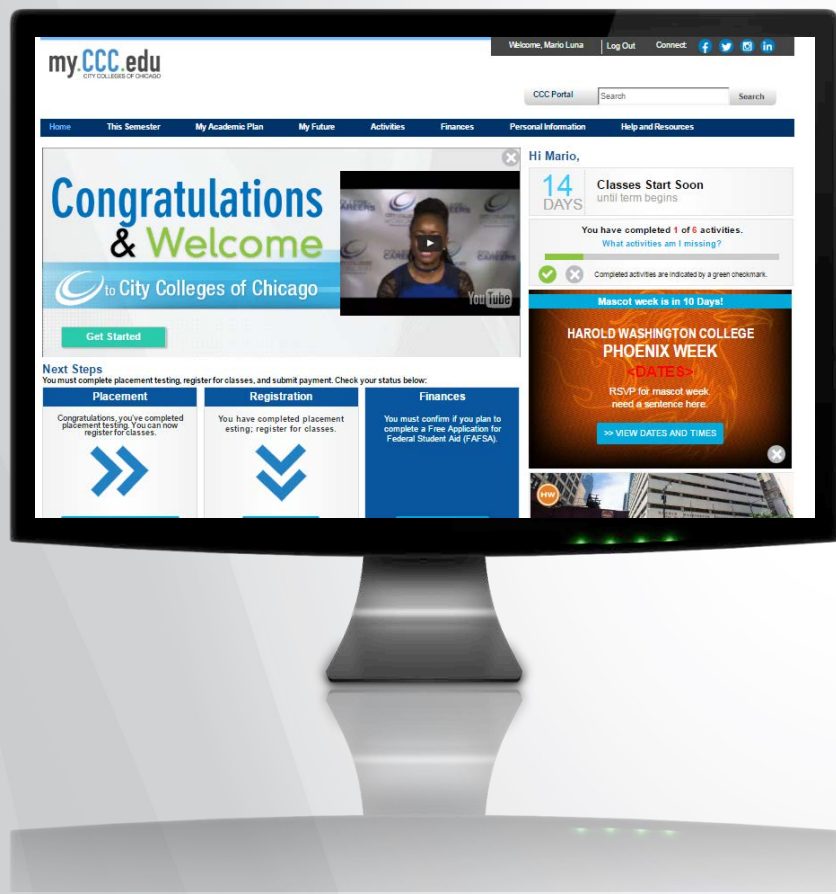 my.CCC.edu
CITY COLLEGES OF CHICAGO
Welcome, Mario Luna
Log Out
Connect:
CCC Portal
Search
Search
Home
This Semester
My Academic Plan
My Future
Activities
Finances
Personal Information
Help and Resources
Congratulations
& Welcome
to City Colleges of Chicago
Get Started
You Tube
Hi Mario,
14
DAYS
Classes Start Soon
until term begins
You have completed 1 of 6 activities.
What activities am I missing?
Completed activities are indicated by a green checkmark.
Mascot week is in 10 Days!
HAROLD WASHINGTON COLLEGE
PHOENIX WEEK
<DATES>
RSVP for mascot week.
need a sentence here.
>> VIEW DATES AND TIMES
HW
Next Steps
You must complete placement testing, register for classes, and submit payment. Check your status below:
Placement
Congratulations, you've completed
placement testing. You can now
register for classes.
Registration
You have completed placement
esting; register for classes.
Finances
You must confirm if you plan to
complete a Free Application for
Federal Student Aid (FAFSA).